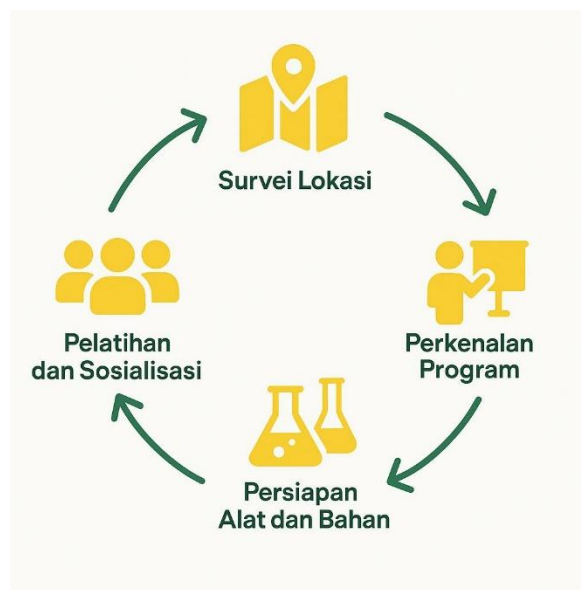 Survei Lokasi
Perkenalan
Program
Persiapan
Alat dan Bahan
Pelatihan
dan Sosialisasi